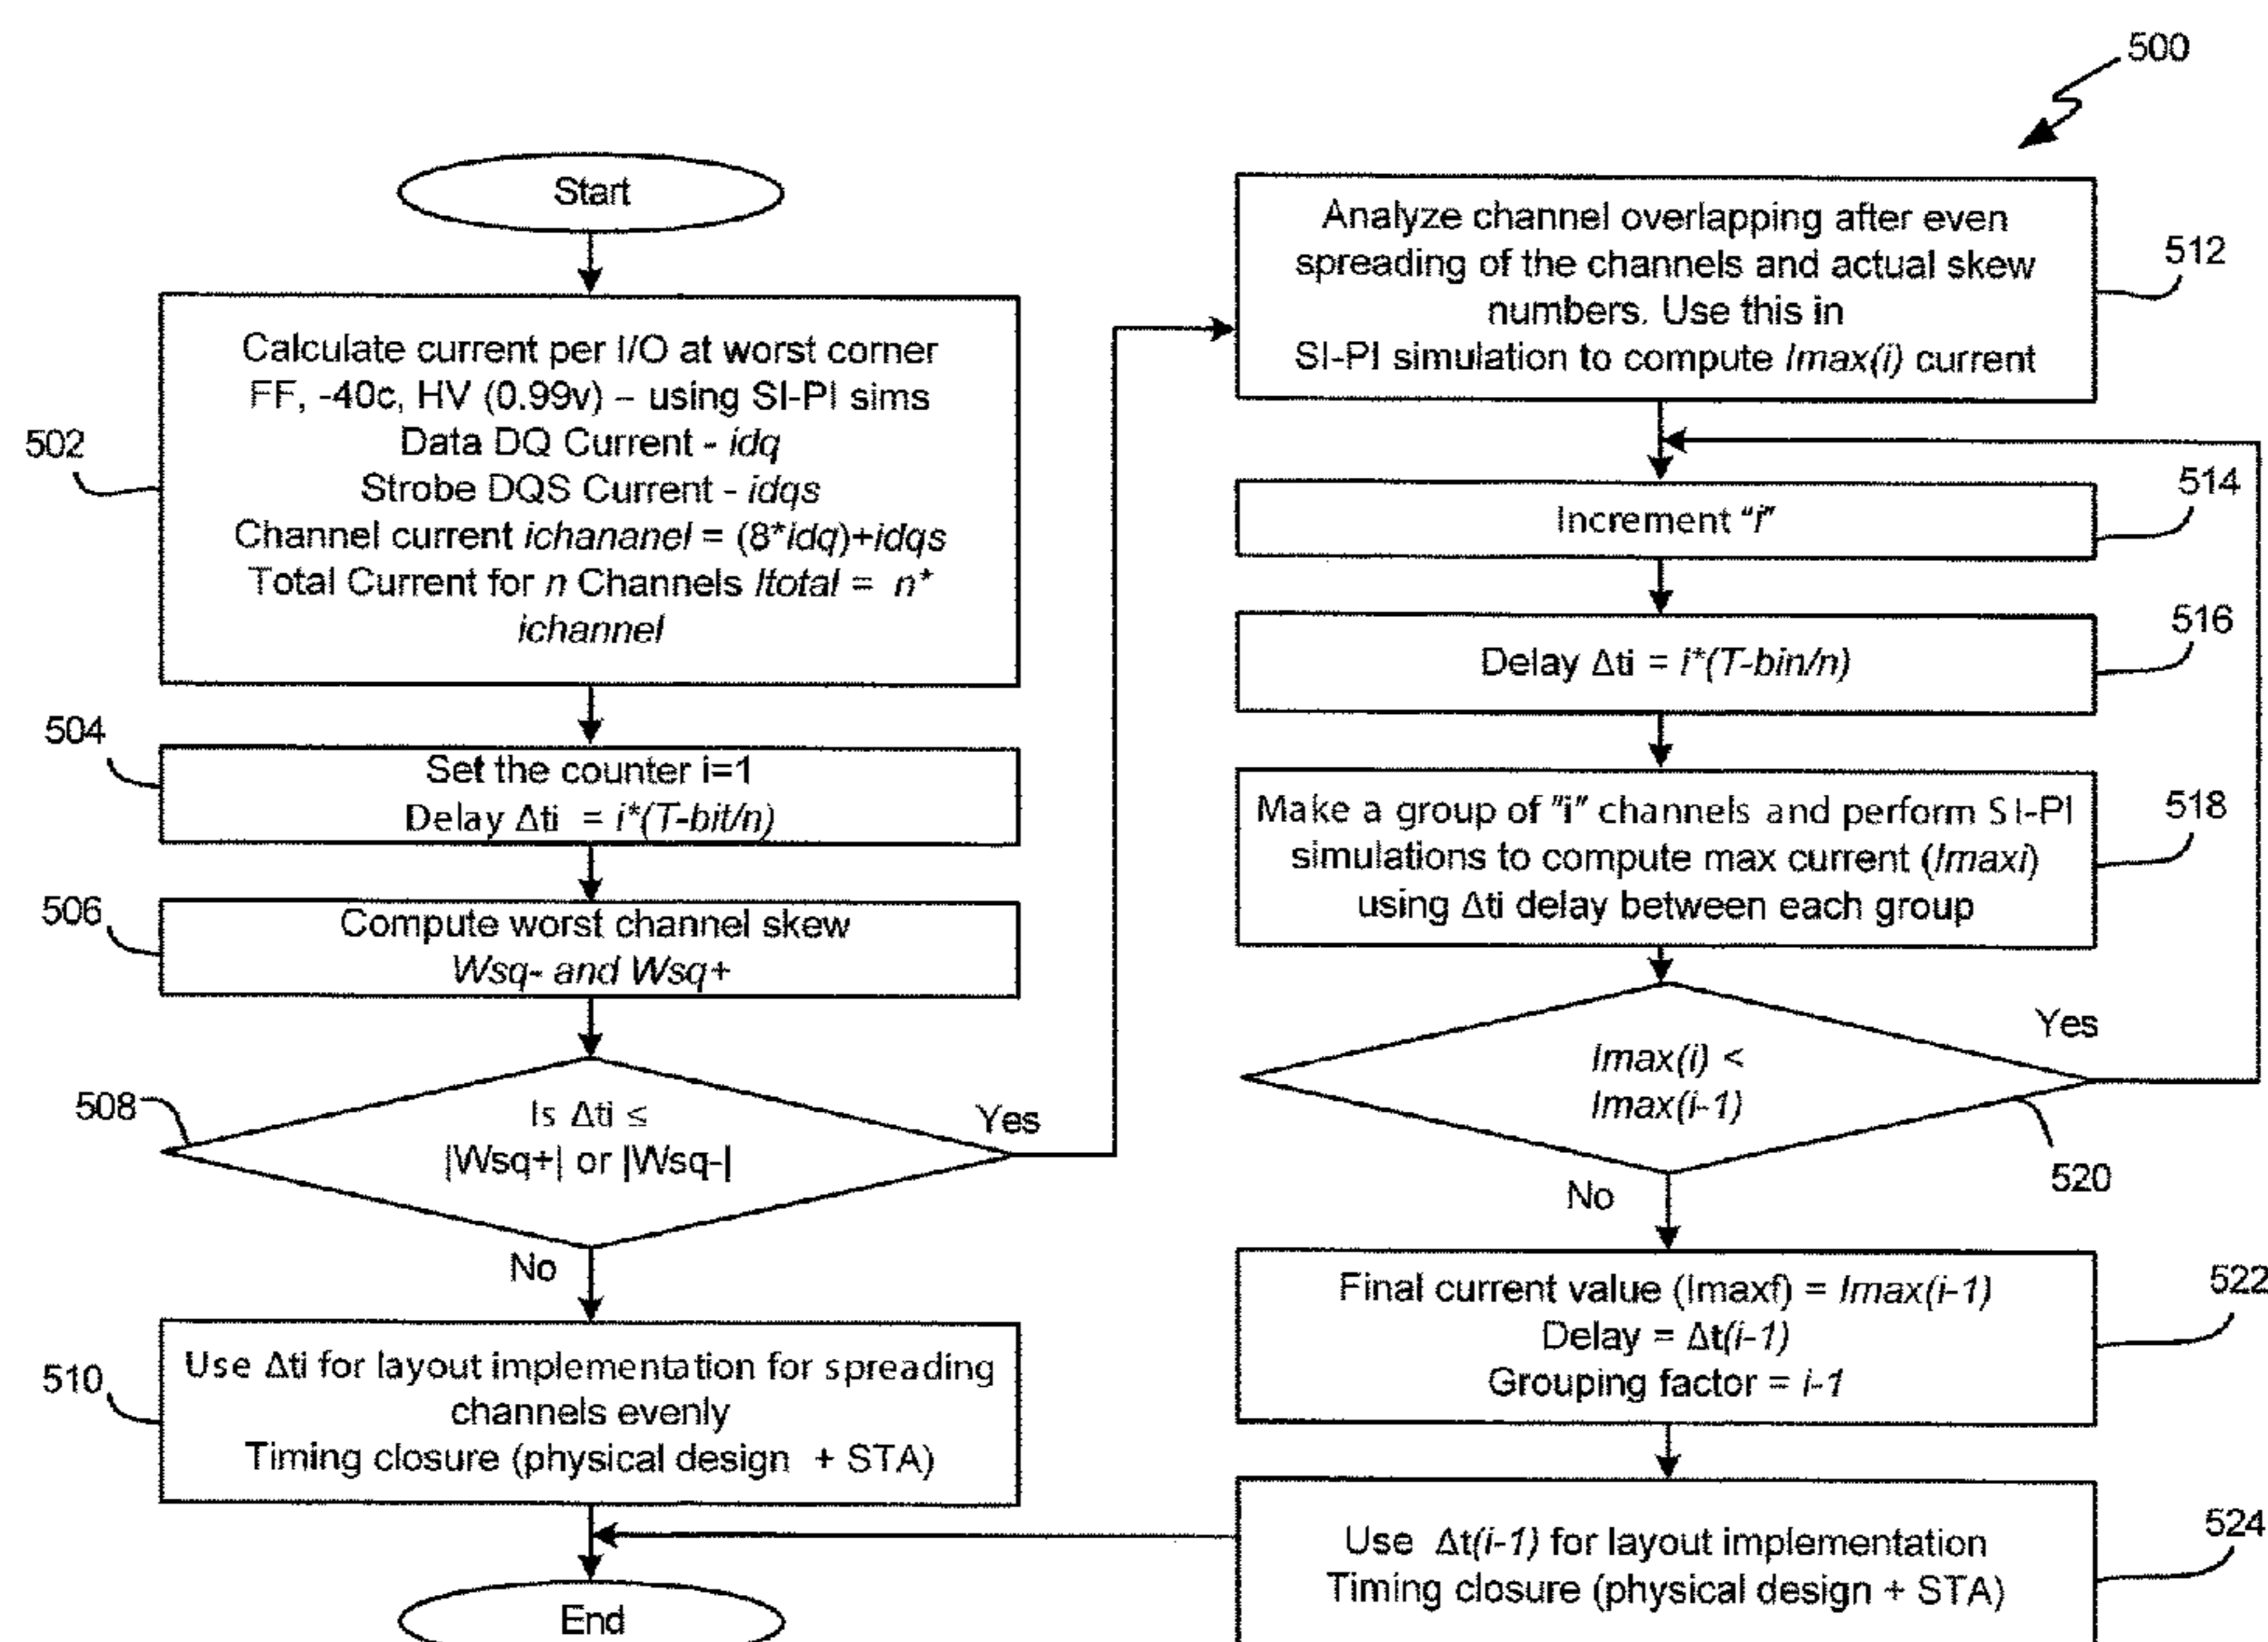 500
Start
502
Calculate current per I/O at worst corner
FF, -40c, HV (0.99v) – using SI-PI sims
Data DQ Current - idq
Strobe DQS Current - idqs
Channel current ichananel = (8*idq)+idqs
Total Current for n Channels Itotal = n*
ichannel
504
Set the counter i=1
Delay Δti = i*(T-bit/n)
506
Compute worst channel skew
Wsq- and Wsq+
508
Is Δti ≤
|Wsq+| or |Wsq-|
Yes
No
510
Use Δti for layout implementation for spreading
channels evenly
Timing closure (physical design + STA)
End
Analyze channel overlapping after even
spreading of the channels and actual skew
numbers. Use this in
SI-PI simulation to compute Imax(i) current
512
Increment "i"
514
Delay Δti = i*(T-bin/n)
516
Make a group of "i" channels and perform SI-PI
simulations to compute max current (Imaxi)
using Δti delay between each group
518
Imax(i) <
Imax(i-1)
Yes
520
No
Final current value (Imaxf) = Imax(i-1)
Delay = Δt(i-1)
Grouping factor = i-1
522
Use Δt(i-1) for layout implementation
Timing closure (physical design + STA)
524